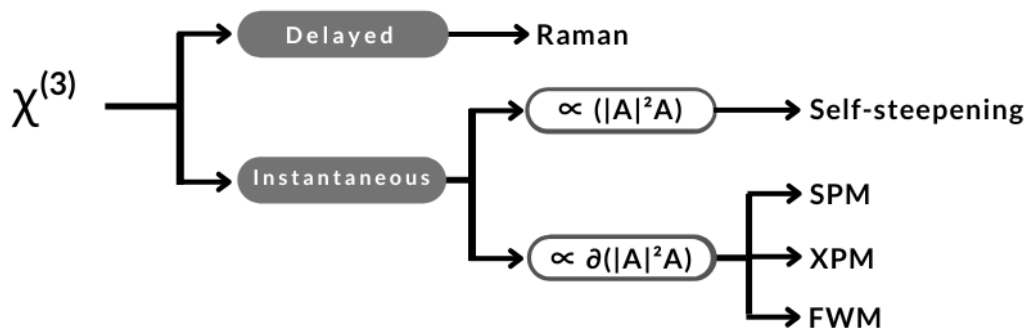 χ(3)
Delayed
Raman
Instantaneous
∝ (|A|²A)
Self-steepening
∝ ∂(|A|²A)
SPM
XPM
FWM